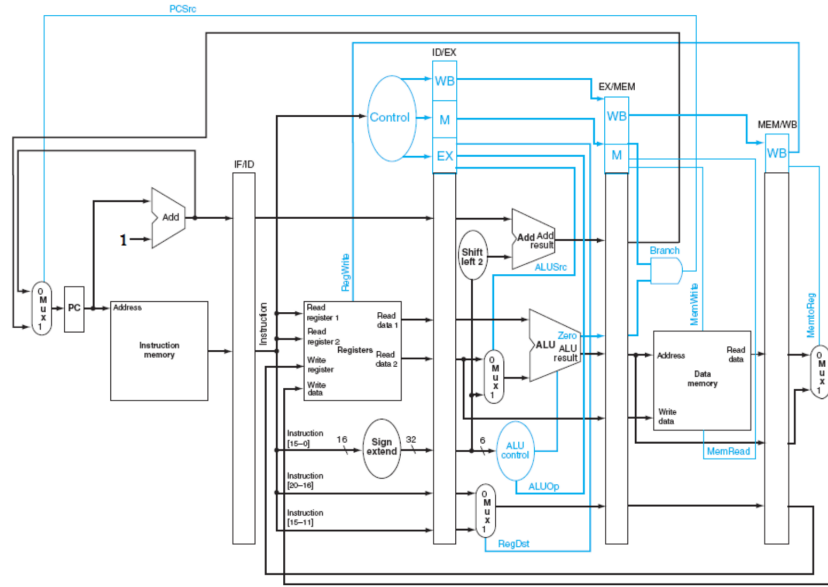 PCSrc
ID/EX
WB
EX/MEM
Control
M
WB
MEM/WB
EX
M
WB
IF/ID
Add
1
Add Add
result
Shift
left 2
Branch
ALUSrc
RegWrite
MemWrite
MemtoReg
0
M
u
x
1
PC
Address
Instruction
memory
Instruction
Read
register 1
Read
register 2
Write
register
Write
data
Registers
Read
data 1
Read
data 2
0
M
u
x
1
Zero
ALU ALU
result
Address
Read
data
Data
memory
Write
data
0
M
u
x
1
MemRead
Instruction
[15–0]
16
Sign
extend
32
6
ALU
control
ALUOp
Instruction
[20–16]
Instruction
[15–11]
0
M
u
x
1
RegDst